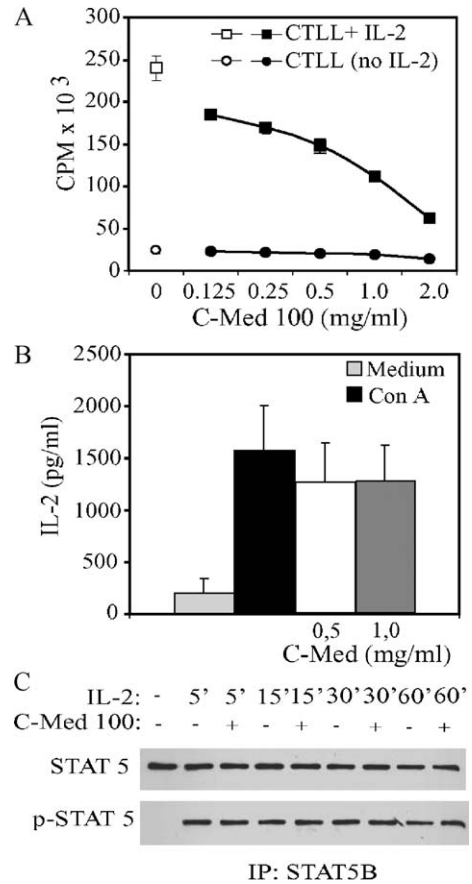 A
300
250
200
150
100
50
0
CPM x 10 3
CTLL+ IL-2
CTLL (no IL-2)
0 0.125 0.25 0.5 1.0 2.0
C-Med 100 (mg/ml)
B
2500
2000
1500
1000
500
0
IL-2 (pg/ml)
Medium
Con A
0,5 1,0
C-Med (mg/ml)
C
IL-2: - 5' 5' 15' 15' 30' 30' 60' 60'
C-Med 100: - - + - + - + - +
STAT 5
p-STAT 5
IP: STAT5B